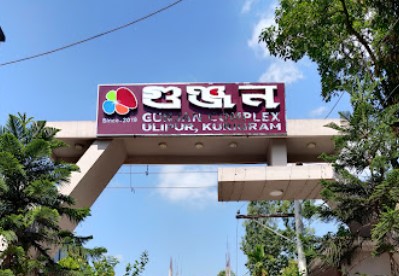 গুঞ্জন
Since-2019
GUNJAN COMPLEX
ULIPUR, KURIGRAM